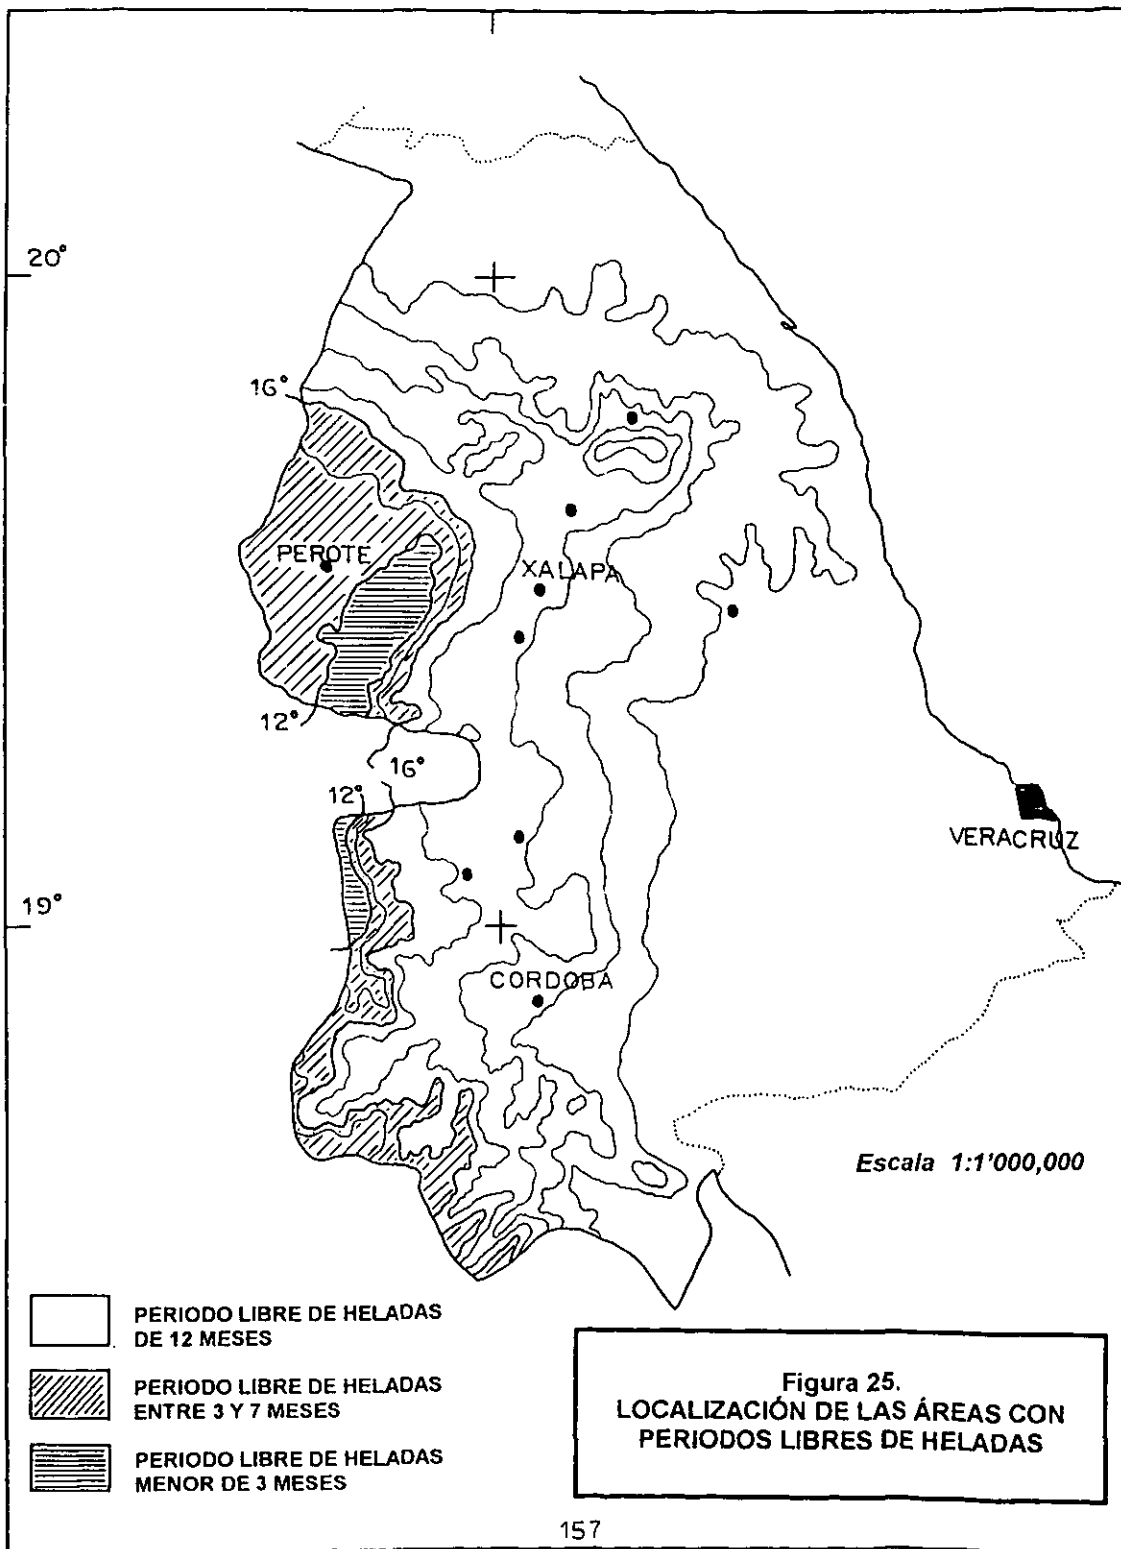 20°
16°
PEROTE
XALAPA
12°
16°
12°
VERACRUZ
19°
CORDOBA
Escala 1:1'000,000
PERIODO LIBRE DE HELADAS
DE 12 MESES
PERIODO LIBRE DE HELADAS
ENTRE 3 Y 7 MESES
PERIODO LIBRE DE HELADAS
MENOR DE 3 MESES
Figura 25.
LOCALIZACIÓN DE LAS ÁREAS CON
PERIODOS LIBRES DE HELADAS
157